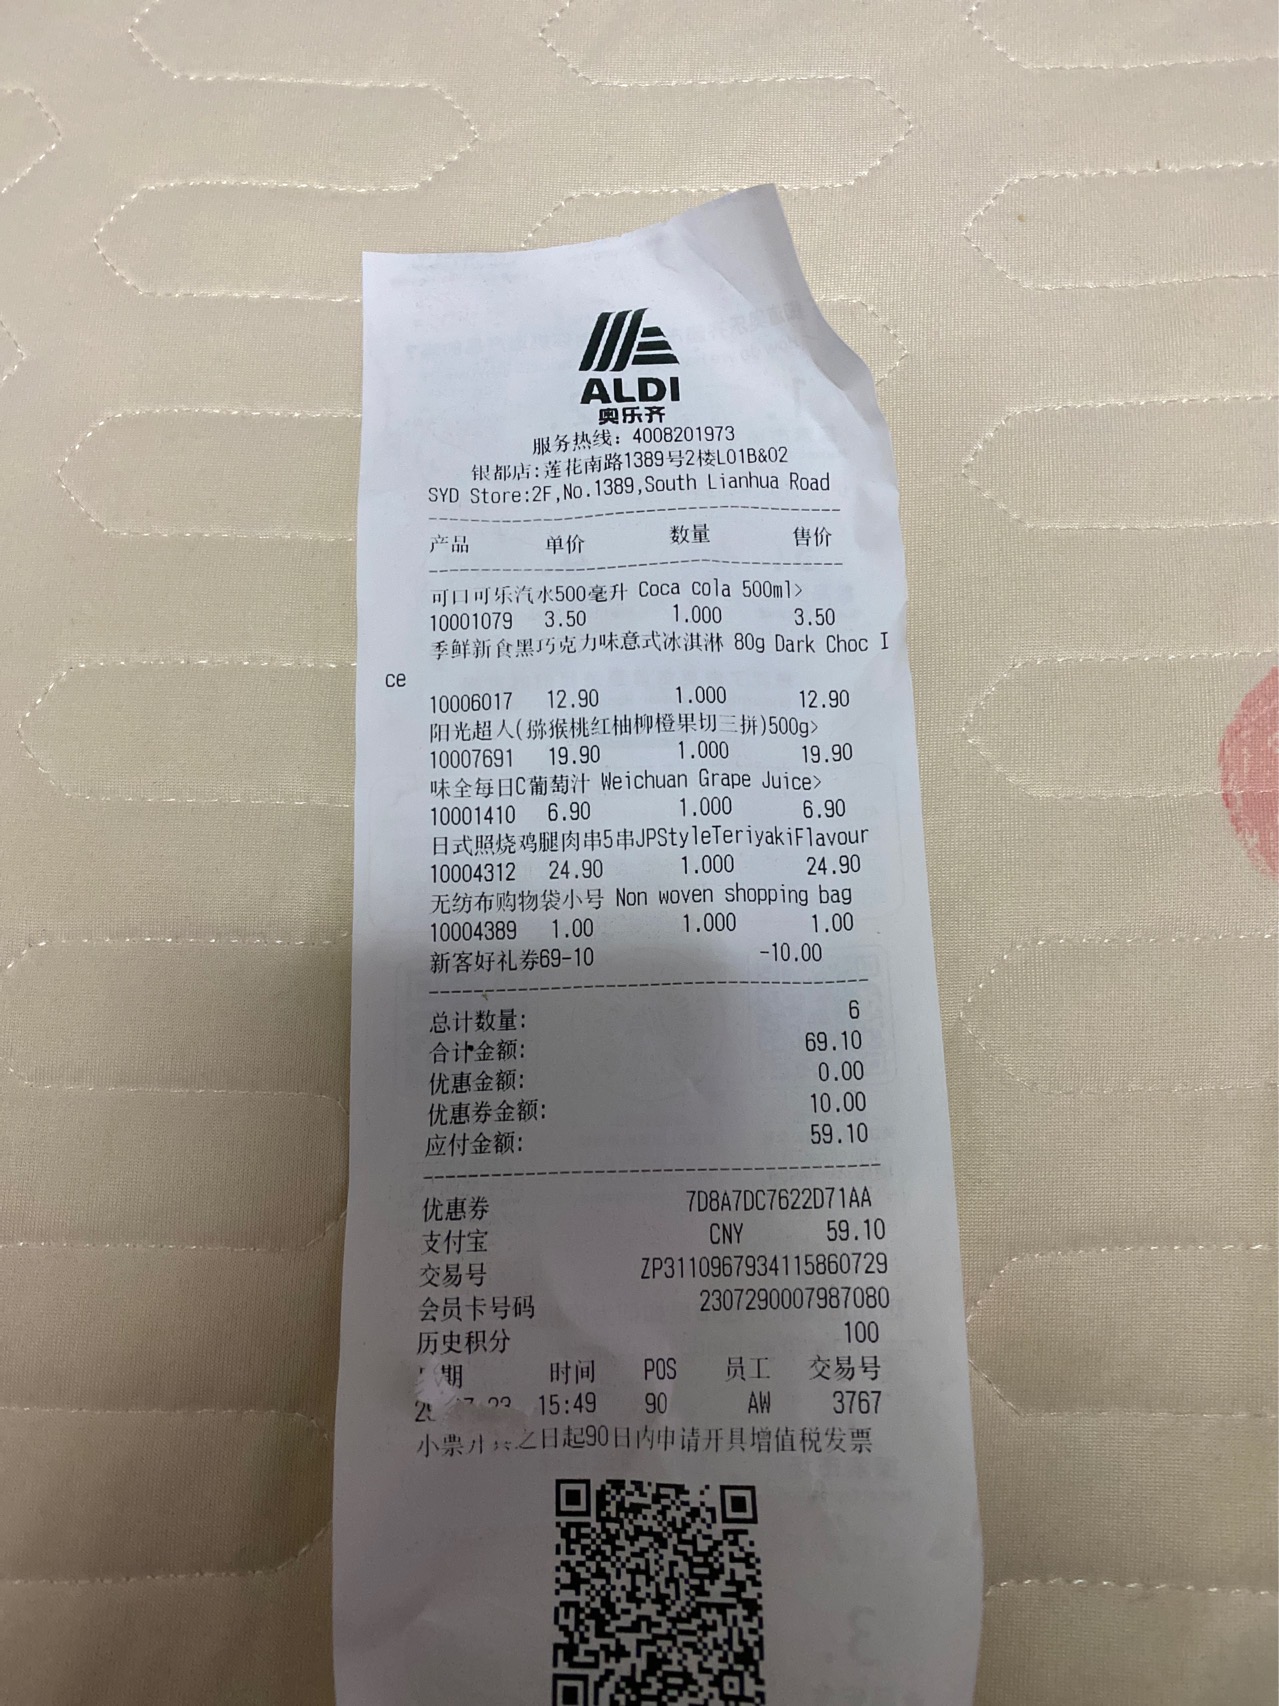 ALDI
奥乐齐
服务热线: 4008201973
银都店:莲花南路1389号2楼L01B&02
SYD Store:2F,No.1389,South Lianhua Road
产品 单价 数量 售价
可口可乐汽水500毫升 Coca cola 500ml>
10001079 3.50 1.000 3.50
季鲜新食黑巧克力味意式冰淇淋 80g Dark Choc I
ce
10006017 12.90 1.000 12.90
阳光超人(猕猴桃红柚柳橙果切三拼)500g>
10007691 19.90 1.000 19.90
味全每日C葡萄汁 Weichuan Grape Juice>
10001410 6.90 1.000 6.90
日式照烧鸡腿肉串5串JPStyleTeriyakiFlavour
10004312 24.90 1.000 24.90
无纺布购物袋小号 Non woven shopping bag
10004389 1.00 1.000 1.00
新客好礼券69-10 -10.00
总计数量: 6
合计金额: 69.10
优惠金额: 0.00
优惠券金额: 10.00
应付金额: 59.10
优惠券 7D8A7DC7622D71AA
支付宝 CNY 59.10
交易号 ZP3110967934115860729
会员卡号码 2307290007987080
历史积分 100
期 时间 POS 员工 交易号
15:49 90 AW 3767
小票 之日起90日内申请开具增值税发票